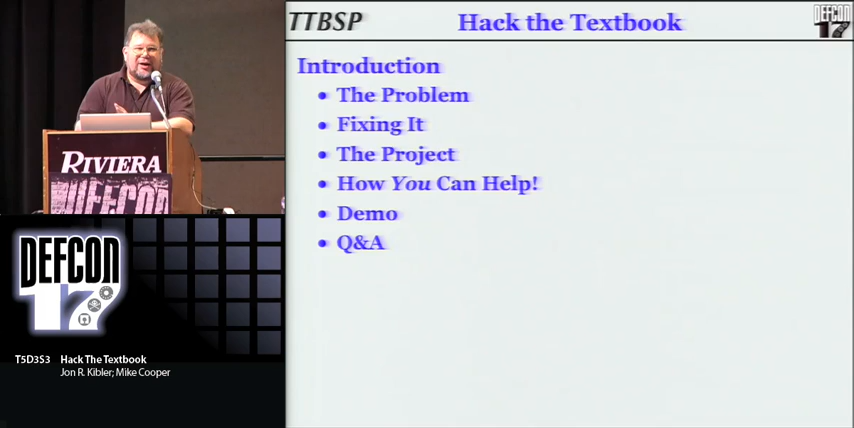 TTBSP
Hack the Textbook
DEFCON
17
Introduction
• The Problem
• Fixing It
• The Project
• How You Can Help!
• Demo
• Q&A
RIVIERA
DEFCON
DEFCON
17
T5D3S3 Hack The Textbook
Jon R. Kibler; Mike Cooper